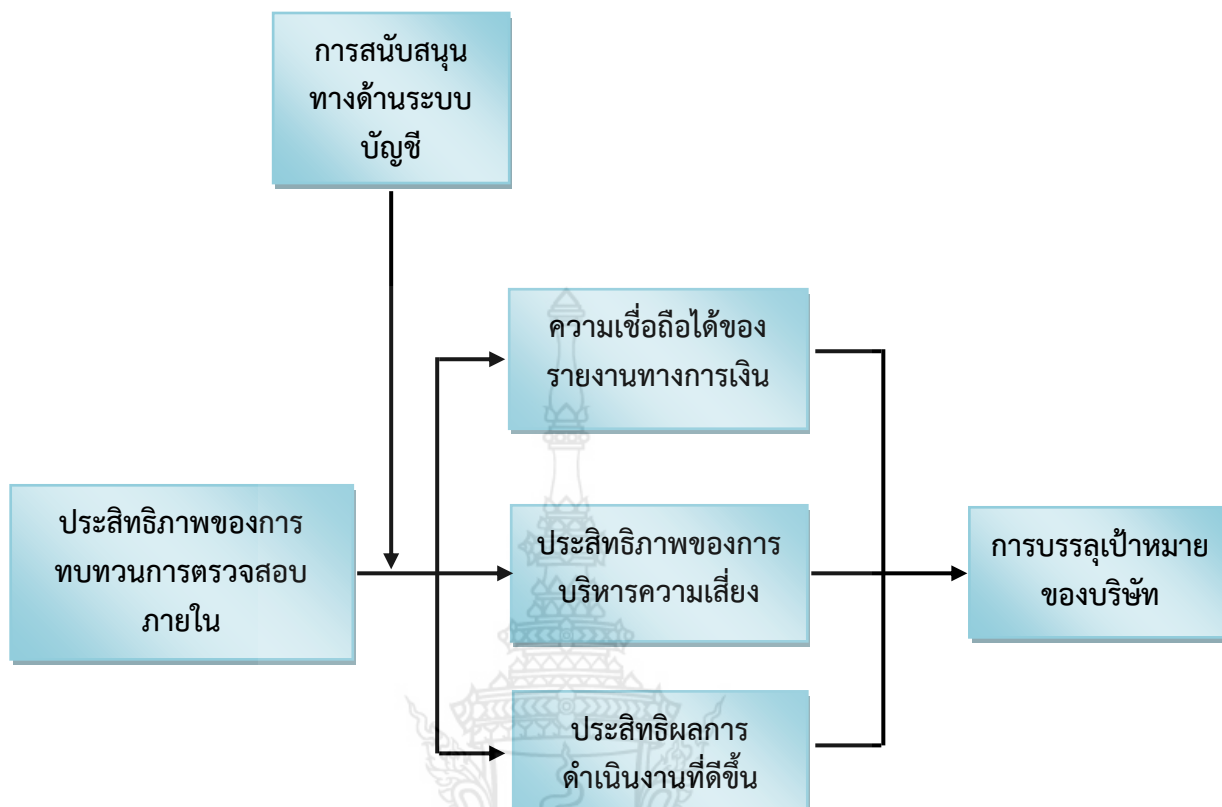 การสนับสนุน
ทางด้านระบบ
บัญชี
ความเชื่อถือได้ของ
รายงานทางการเงิน
ประสิทธิภาพของการ
ทบทวนการตรวจสอบ
ภายใน
ประสิทธิภาพของการ
บริหารความเสี่ยง
การบรรลุเป้าหมาย
ของบริษัท
ประสิทธิผลการ
ดำเนินงานที่ดีขึ้น